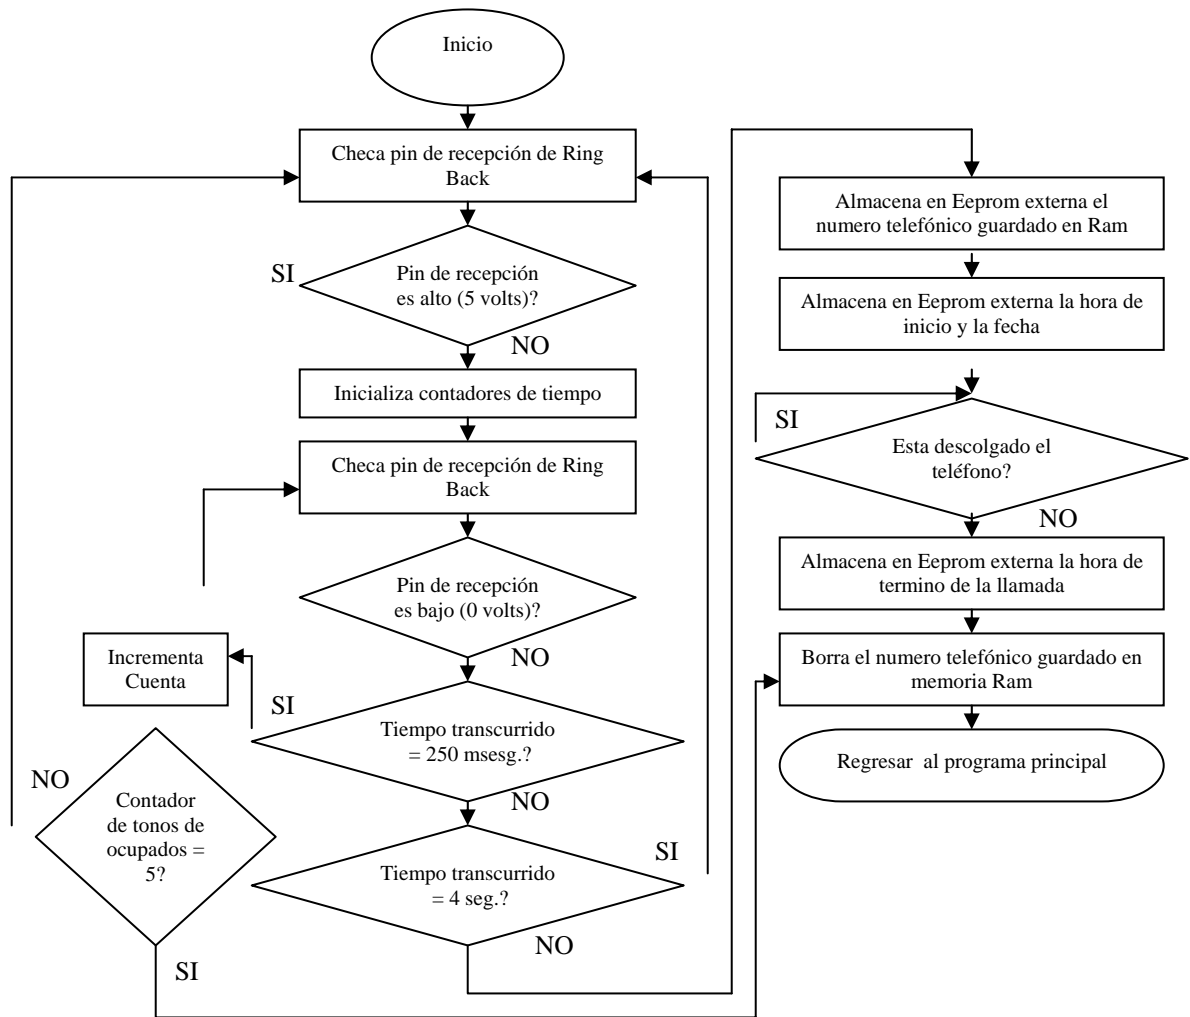 Inicio
Checa pin de recepción de Ring
Back
SI
Pin de recepción
es alto (5 volts)?
NO
Inicializa contadores de tiempo
Checa pin de recepción de Ring
Back
Pin de recepción
es bajo (0 volts)?
NO
Incrementa
Cuenta
SI
Tiempo transcurrido
= 250 msesg.?
NO
NO
Contador
de tonos de
ocupados =
5?
SI
Tiempo transcurrido
= 4 seg.?
SI
NO
Almacena en Eeprom externa el
numero telefónico guardado en Ram
Almacena en Eeprom externa la hora de
inicio y la fecha
SI
Esta descolgado el
teléfono?
NO
Almacena en Eeprom externa la hora de
termino de la llamada
Borra el numero telefónico guardado en
memoria Ram
Regresar al programa principal